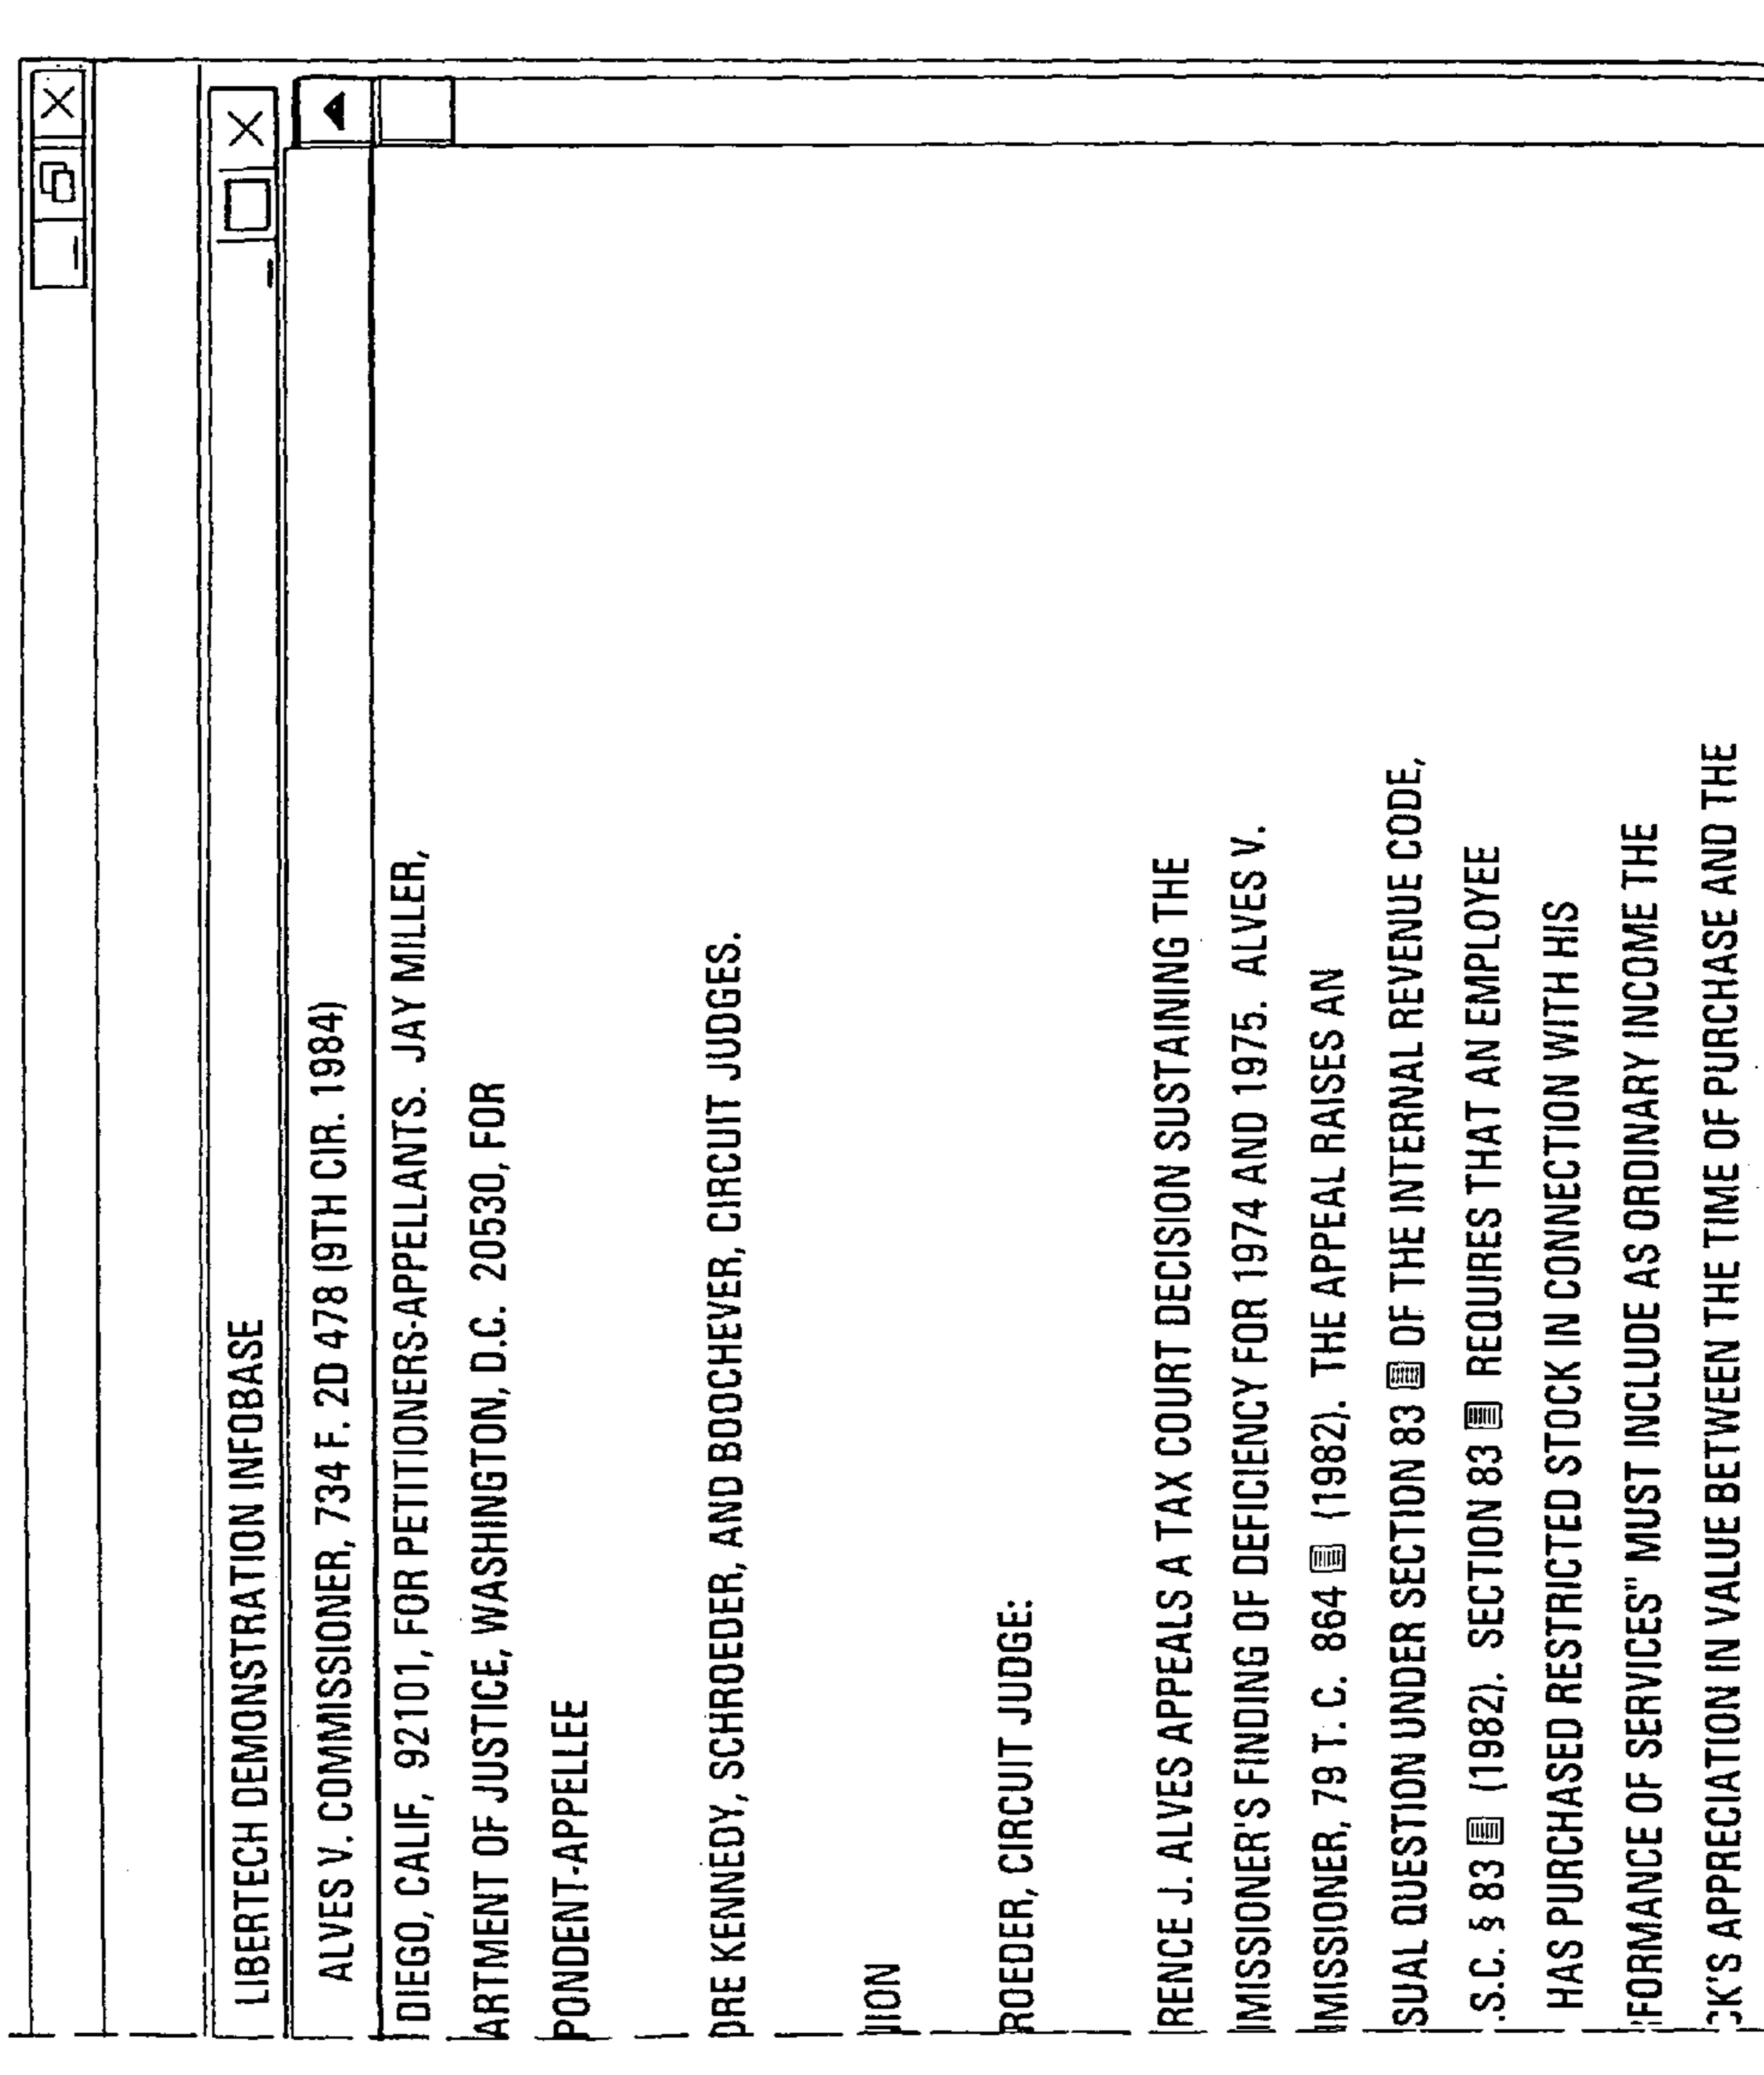 LIBERTECH DEMONSTRATION INFOBASE
ALVES V. COMMISSIONER, 734 F. 2D 478 (9TH CIR. 1984)
DIEGO, CALIF, 92101, FOR PETITIONERS-APPELLANTS. JAY MILLER,
ARTMENT OF JUSTICE, WASHINGTON, D.C. 20530, FOR
PONDENT-APPELLEE
ORE KENNEDY, SCHROEDER, AND BOOCHEVER, CIRCUIT JUDGES.
NION
ROEDER, CIRCUIT JUDGE:
RENCE J. ALVES APPEALS A TAX COURT DECISION SUSTAINING THE
MMISSIONER'S FINDING OF DEFICIENCY FOR 1974 AND 1975. ALVES V.
MMISSIONER, 79 T. C. 864 (1982). THE APPEAL RAISES AN
SUAL QUESTION UNDER SECTION 83 OF THE INTERNAL REVENUE CODE,
.S.C. § 83 (1982). SECTION 83 REQUIRES THAT AN EMPLOYEE
HAS PURCHASED RESTRICTED STOCK IN CONNECTION WITH HIS
FORMANCE OF SERVICES" MUST INCLUDE AS ORDINARY INCOME THE
CK'S APPRECIATION IN VALUE BETWEEN THE TIME OF PURCHASE AND THE